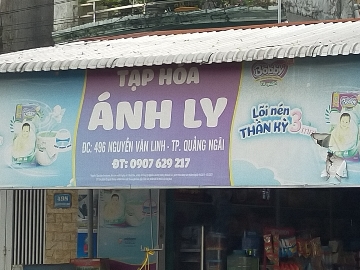 TẠP HÓA
ÁNH LY
DC: 496 NGUYỄN VĂN LINH - TP. QUẢNG NGÃI
ĐT: 0907 629 217
Bobby
Lõi nén
THẦN KỲ 3mm